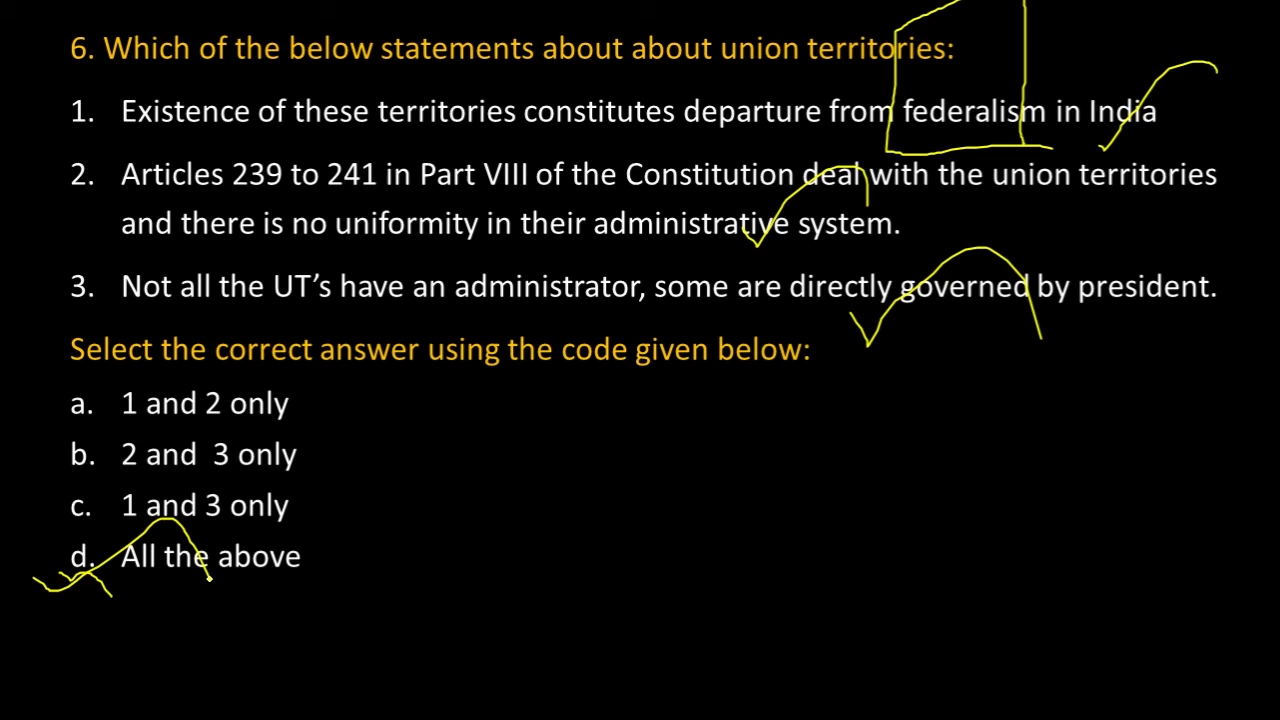 6. Which of the below statements about about union territories:
1. Existence of these territories constitutes departure from federalism in India
2. Articles 239 to 241 in Part VIII of the Constitution deal with the union territories
and there is no uniformity in their administrative system.
3. Not all the UT’s have an administrator, some are directly governed by president.
Select the correct answer using the code given below:
a. 1 and 2 only
b. 2 and 3 only
c. 1 and 3 only
d. All the above